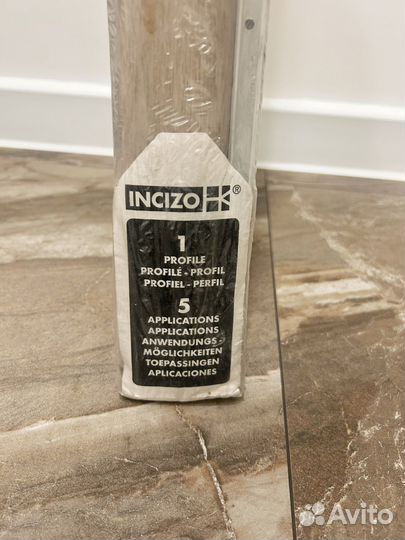 INCIZO ®
1
PROFILE
PROFILÉ - PROFIL
PROFIEL - PERFIL
5
APPLICATIONS
APPLICATIONS
ANWENDUNGS -
MÖGLICHKEITEN
TOEPASSINGEN
APLICACIONES
Avito